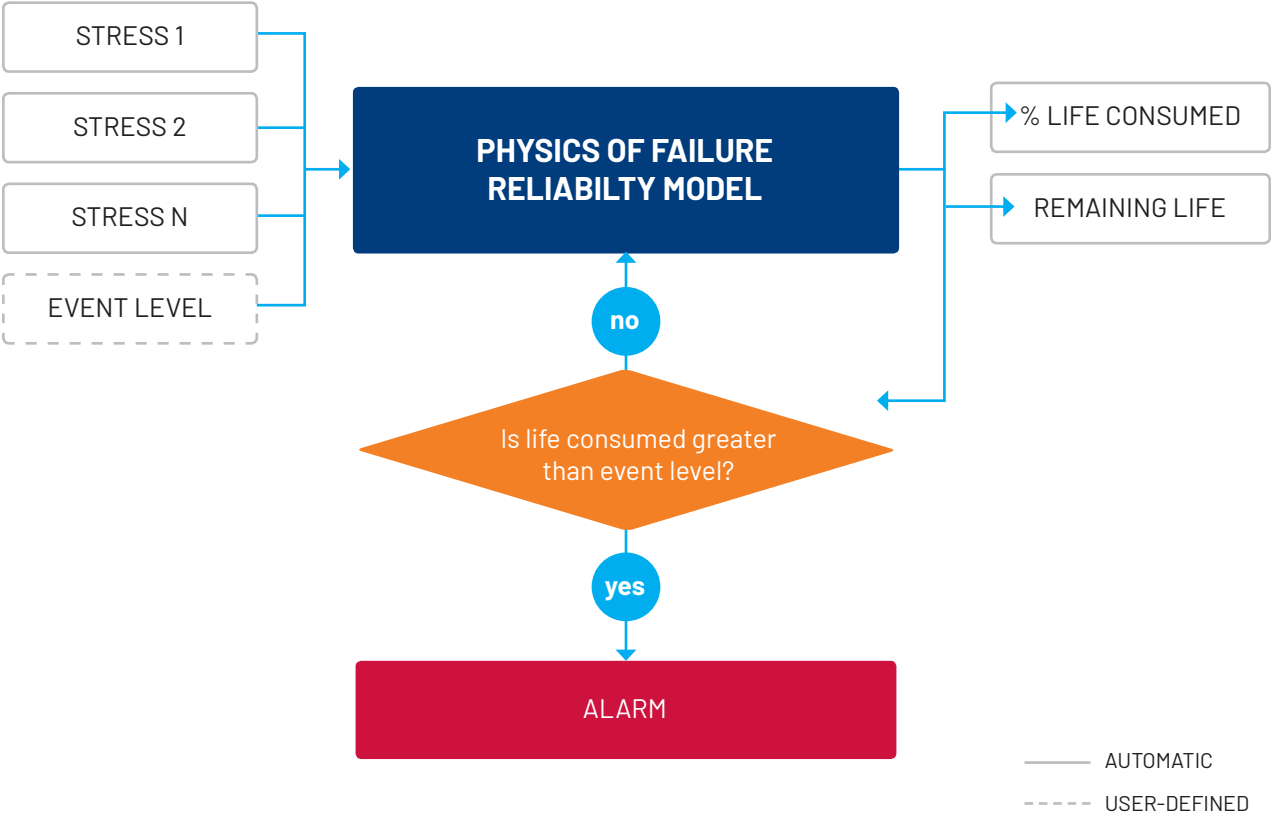 STRESS 1
STRESS 2
STRESS N
EVENT LEVEL
PHYSICS OF FAILURE
RELIABILTY MODEL
% LIFE CONSUMED
REMAINING LIFE
no
Is life consumed greater
than event level?
yes
ALARM
AUTOMATIC
USER-DEFINED